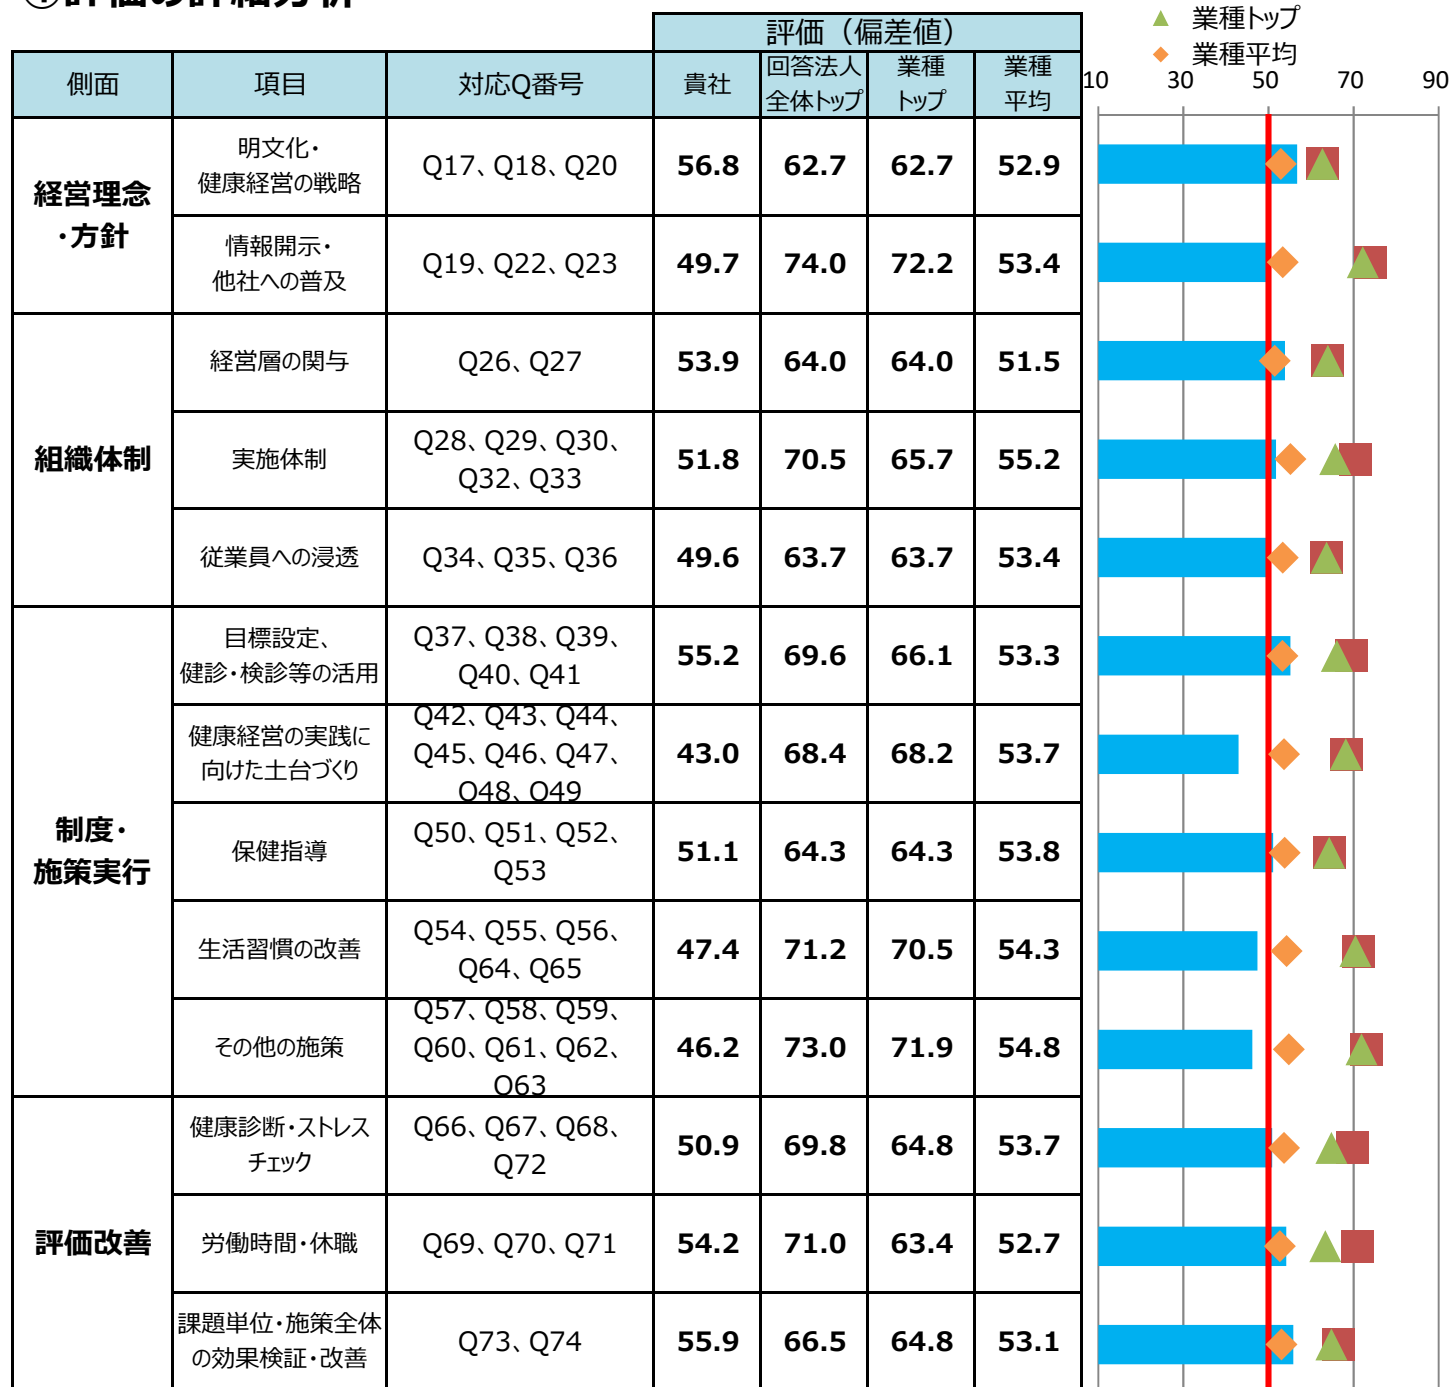 ①評価の詳細分析
▲ 業種トップ
◆ 業種平均
評価（偏差値）
側面 項目 対応Q番号 貴社 回答法人 業種 業種
全体トップ トップ 平均
10 30 50 70 90
経営理念
・方針
明文化・
健康経営の戦略
Q17、Q18、Q20 56.8 62.7 62.7 52.9
情報開示・
他社への普及
Q19、Q22、Q23 49.7 74.0 72.2 53.4
組織体制
経営層の関与 Q26、Q27 53.9 64.0 64.0 51.5
実施体制
Q28、Q29、Q30、
Q32、Q33
51.8 70.5 65.7 55.2
従業員への浸透 Q34、Q35、Q36 49.6 63.7 63.7 53.4
制度・
施策実行
目標設定、
健診・検診等の活用
Q37、Q38、Q39、
Q40、Q41
55.2 69.6 66.1 53.3
健康経営の実践に
向けた土台づくり
Q42、Q43、Q44、
Q45、Q46、Q47、
Q48、Q49
43.0 68.4 68.2 53.7
保健指導
Q50、Q51、Q52、
Q53
51.1 64.3 64.3 53.8
生活習慣の改善
Q54、Q55、Q56、
Q64、Q65
47.4 71.2 70.5 54.3
その他の施策
Q57、Q58、Q59、
Q60、Q61、Q62、
Q63
46.2 73.0 71.9 54.8
評価改善
健康診断・ストレス
チェック
Q66、Q67、Q68、
Q72
50.9 69.8 64.8 53.7
労働時間・休職 Q69、Q70、Q71 54.2 71.0 63.4 52.7
課題単位・施策全体
の効果検証・改善
Q73、Q74 55.9 66.5 64.8 53.1